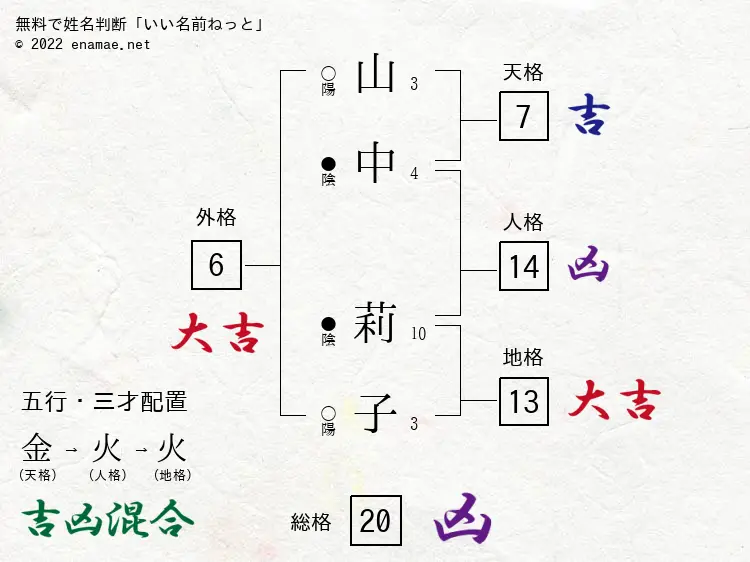 無料で姓名判断「いい名前ねっと」
© 2022 enamae.net
○陽 山 3
●陰 中 4
●陰 莉 10
○陽 子 3
天格
7 吉
人格
14 凶
地格
13 大吉
外格
6
大吉
五行・三才配置
金→火→火
(天格) (人格) (地格)
吉凶混合
総格 20 凶